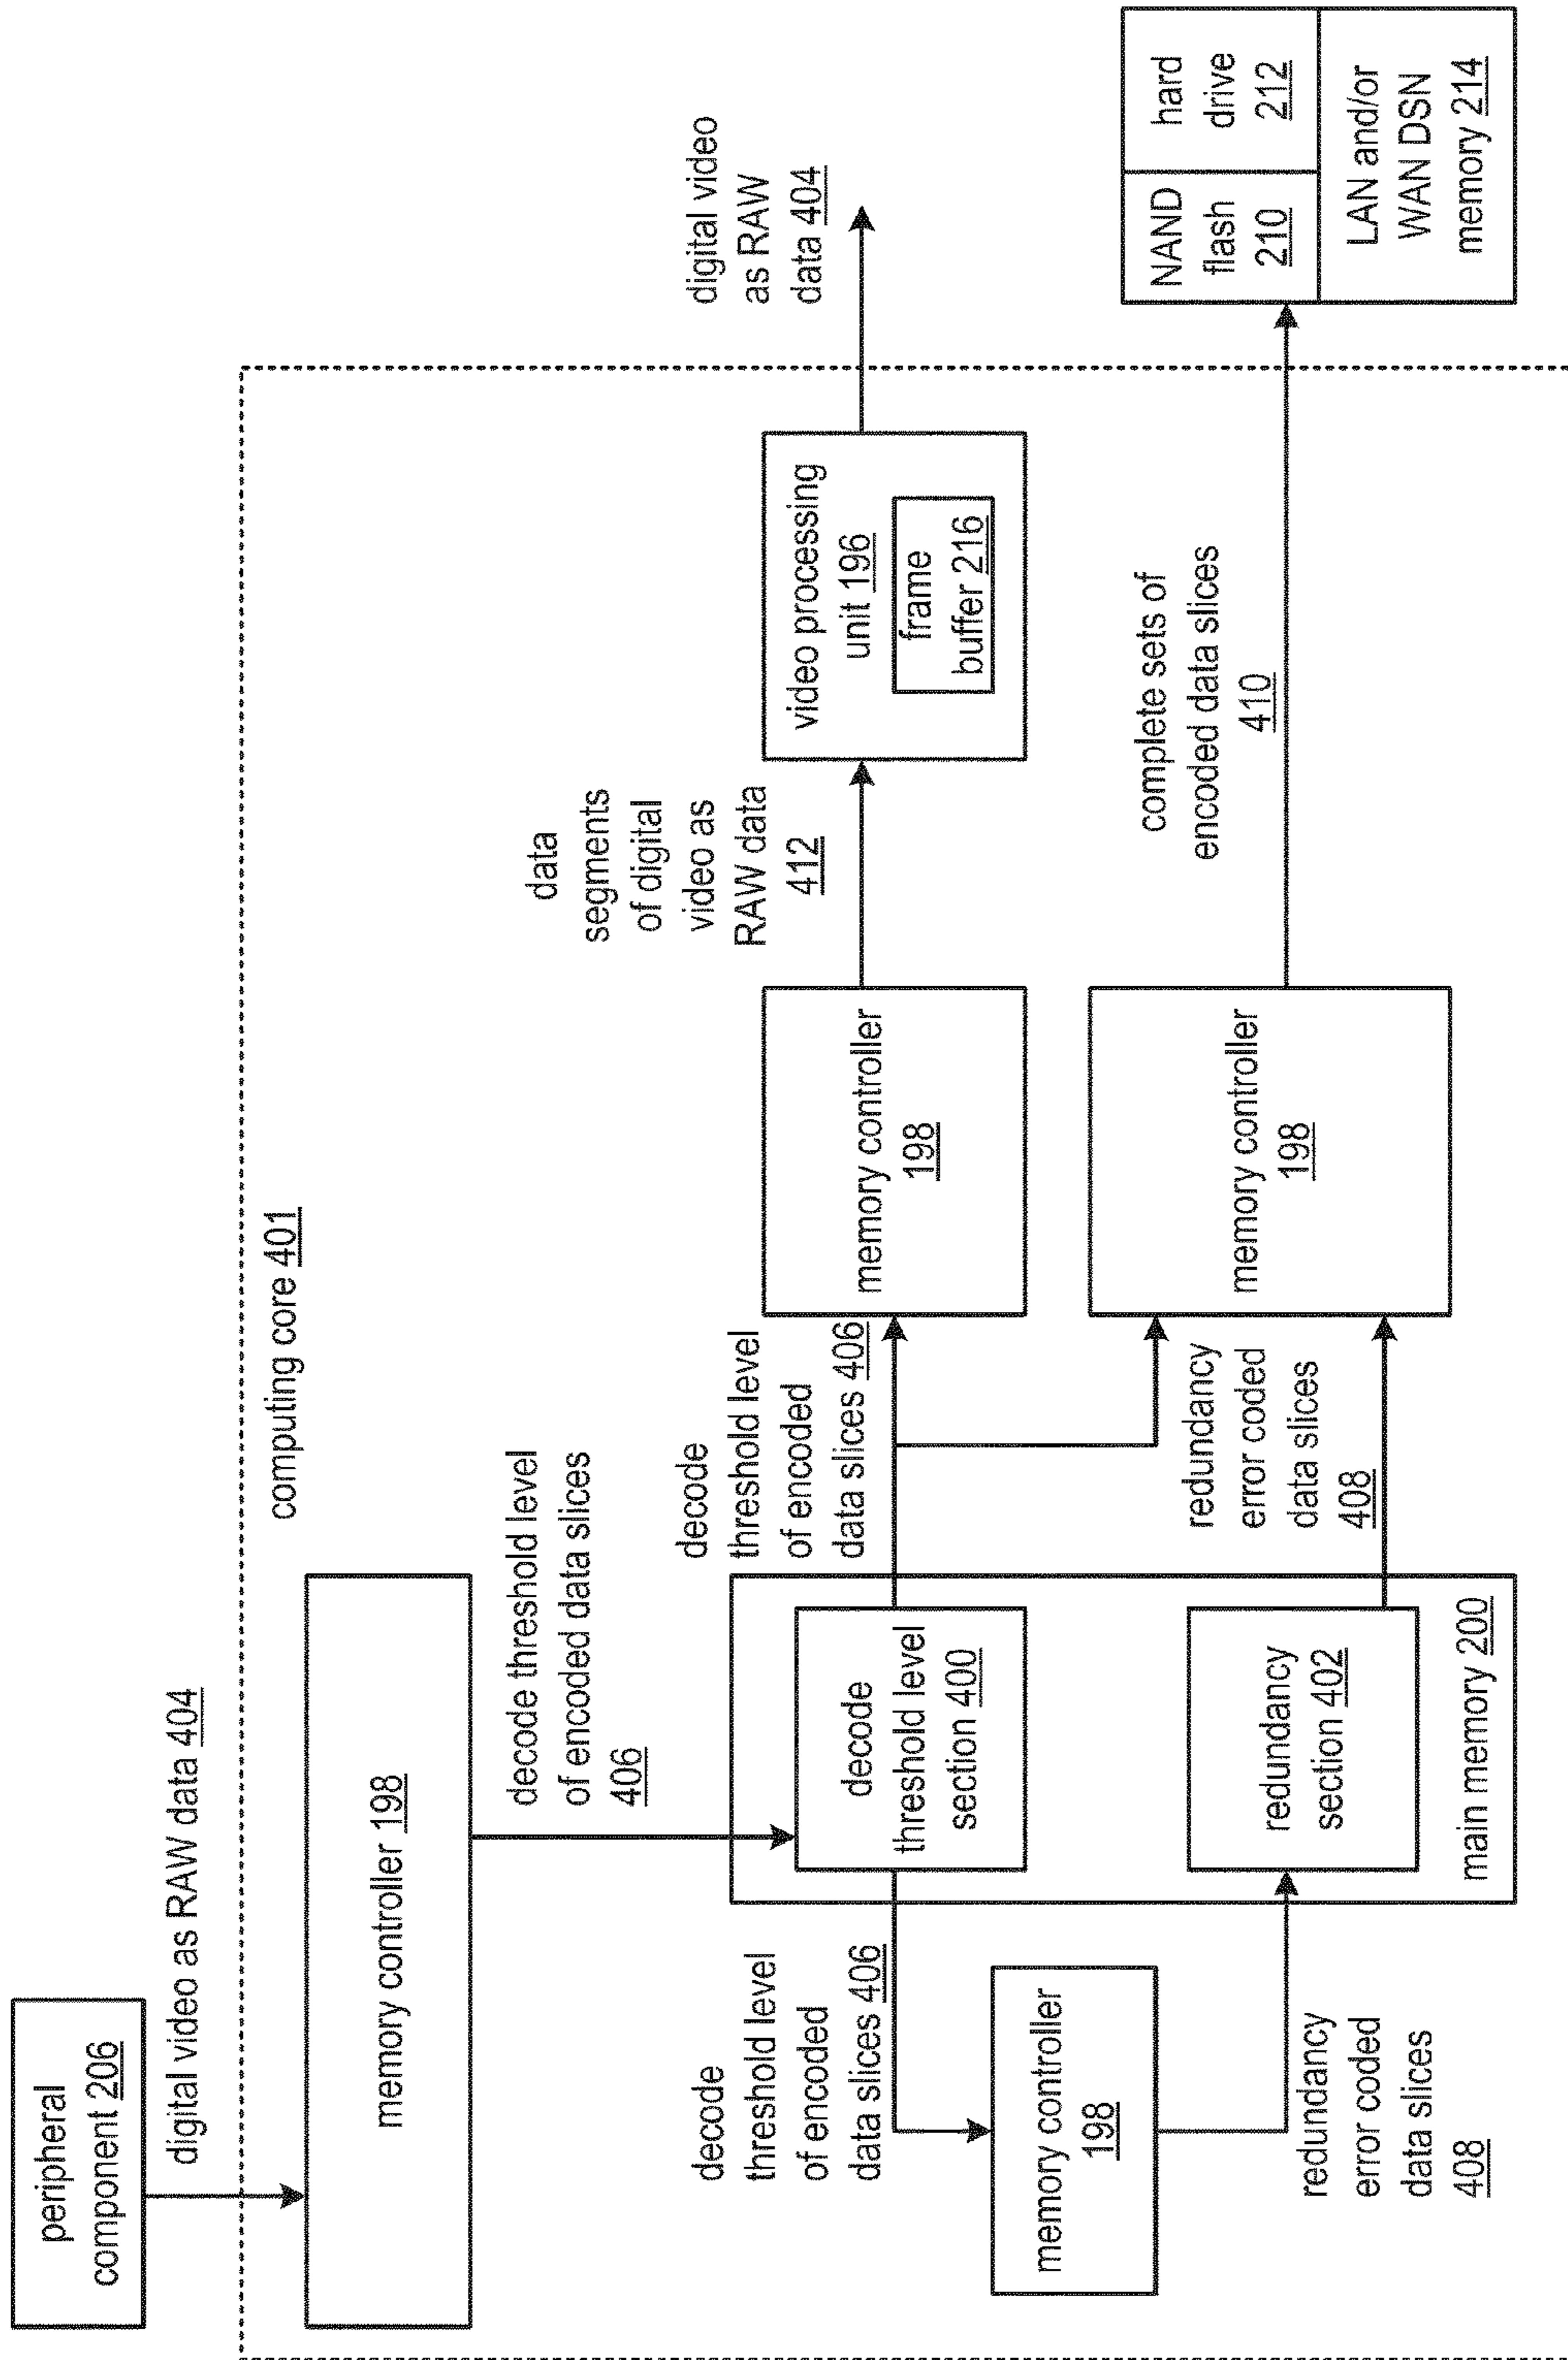 peripheral
component 206
digital video as RAW data 404
computing core 401
memory controller 198
decode threshold level
of encoded data slices
406
decode
threshold level
of encoded
data slices 406
memory controller
198
redundancy
error coded
data slices
408
decode
threshold level
section 400
redundancy
section 402
main memory 200
decode
threshold level
of encoded
data slices 406
redundancy
error coded
data slices
408
memory controller
198
memory controller
198
data
segments
of digital
video as
RAW data
412
video processing
unit 196
frame
buffer 216
complete sets of
encoded data slices
410
digital video
as RAW
data 404
NAND
flash
210
hard
drive
212
LAN and/or
WAN DSN
memory 214